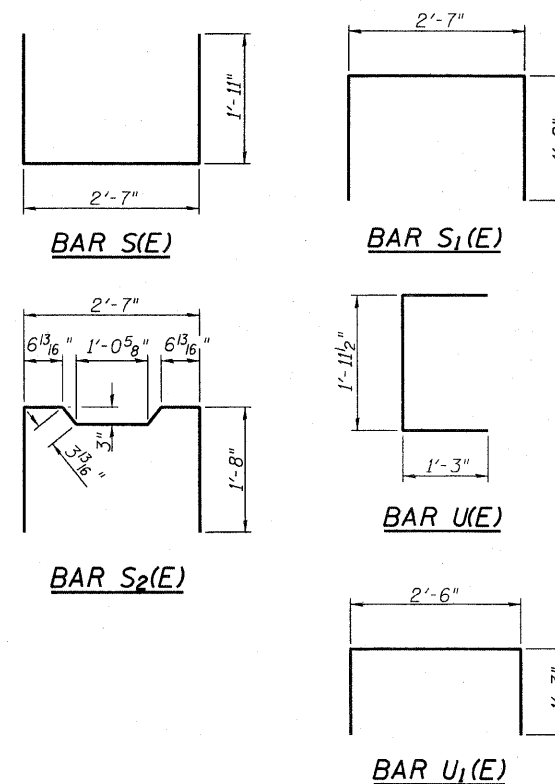 2'-7"
1'-11"
2'-7"
BAR S(E)
BAR S1(E)
2'-7"
6 13/16" 1'-0 5/8" 6 13/16"
3"
3 13/16"
1'-8"
BAR S2(E)
1'-11 1/2"
1'-3"
BAR U(E)
2'-6"
BAR U1(E)